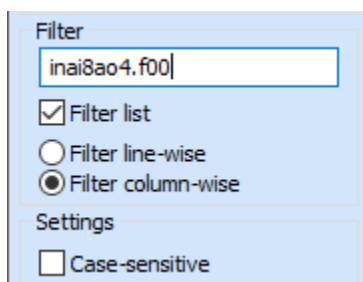 Filter
inai8ao4.f00
Filter list
Filter line-wise
Filter column-wise
Settings
Case-sensitive